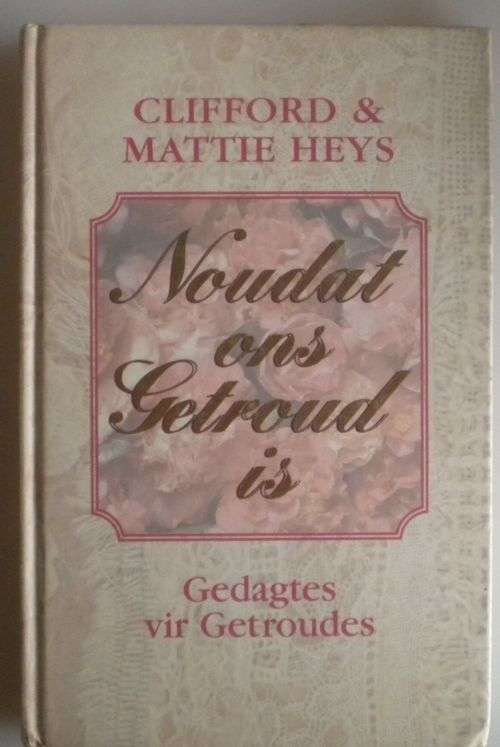 CLIFFORD &
MATTIE HEYS
Noudat
ons
Getroud
is
Gedagtes
vir Getroudes